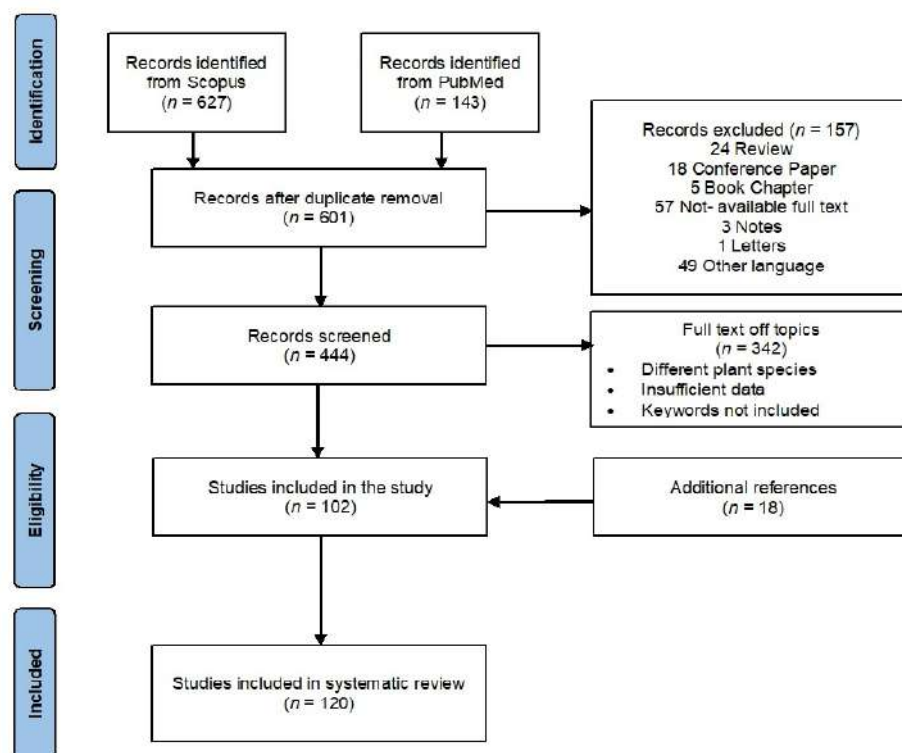 Identification
Records identified
from Scopus
(n = 627)
Records identified
from PubMed
(n = 143)
Records excluded (n = 157)
24 Review
18 Conference Paper
5 Book Chapter
57 Not- available full text
3 Notes
1 Letters
49 Other language
Screening
Records after duplicate removal
(n = 601)
Records screened
(n = 444)
Full text off topics
(n = 342)
• Different plant species
• Insufficient data
• Keywords not included
Eligibility
Studies included in the study
(n = 102)
Additional references
(n = 18)
Included
Studies included in systematic review
(n = 120)